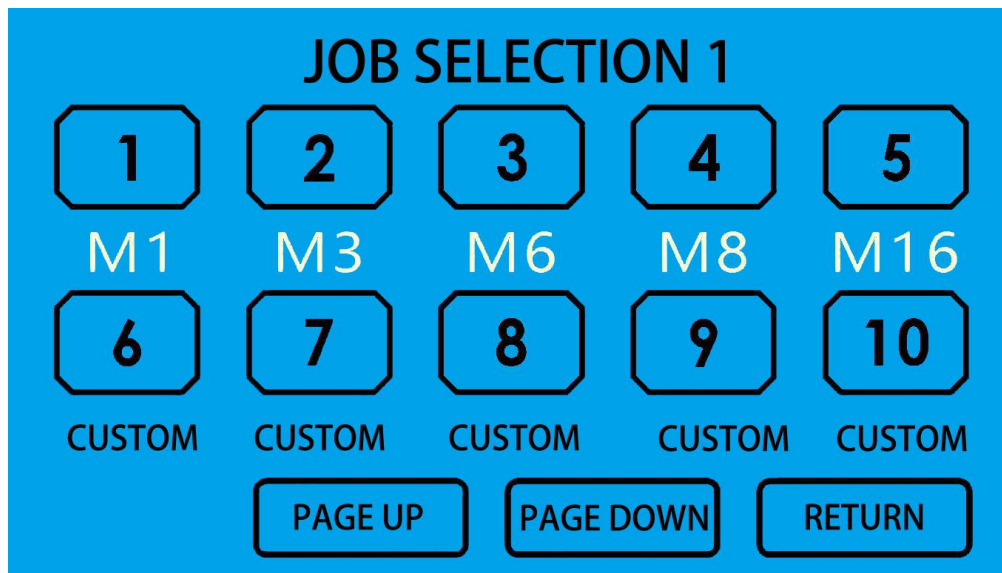 JOB SELECTION 1
1 2 3 4 5
M1 M3 M6 M8 M16
6 7 8 9 10
CUSTOM CUSTOM CUSTOM CUSTOM CUSTOM
PAGE UP PAGE DOWN RETURN